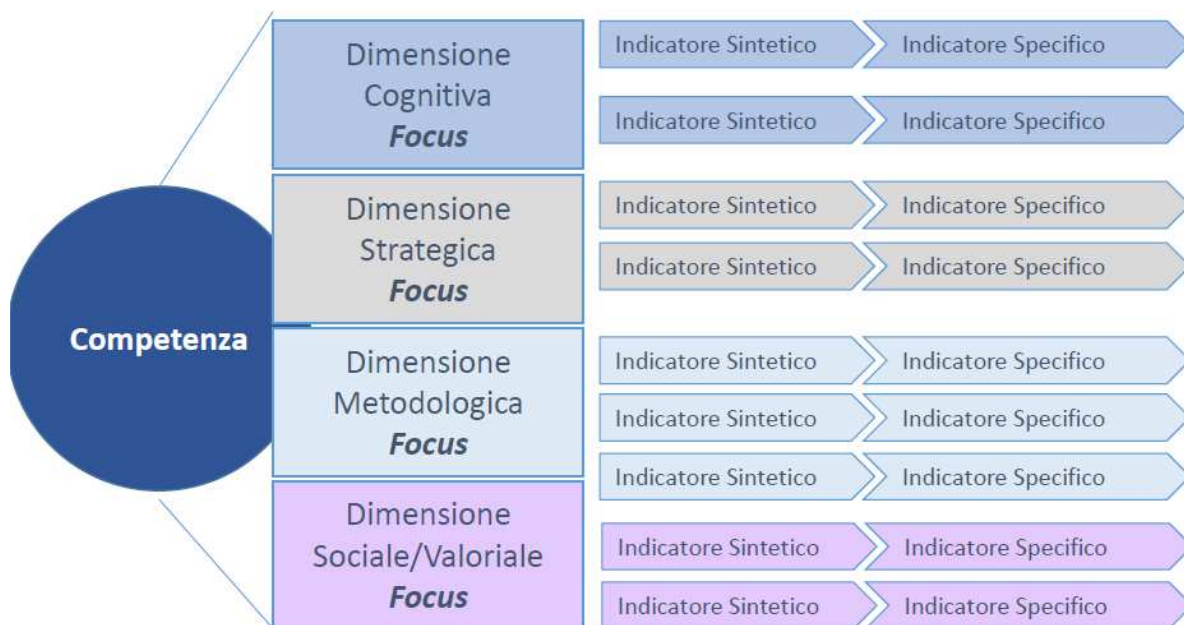 Competenza
Dimensione
Cognitiva
Focus
Indicatore Sintetico
Indicatore Specifico
Indicatore Sintetico
Indicatore Specifico
Dimensione
Strategica
Focus
Indicatore Sintetico
Indicatore Specifico
Indicatore Sintetico
Indicatore Specifico
Dimensione
Metodologica
Focus
Indicatore Sintetico
Indicatore Specifico
Indicatore Sintetico
Indicatore Specifico
Indicatore Sintetico
Indicatore Specifico
Dimensione
Sociale/Valoriale
Focus
Indicatore Sintetico
Indicatore Specifico
Indicatore Sintetico
Indicatore Specifico